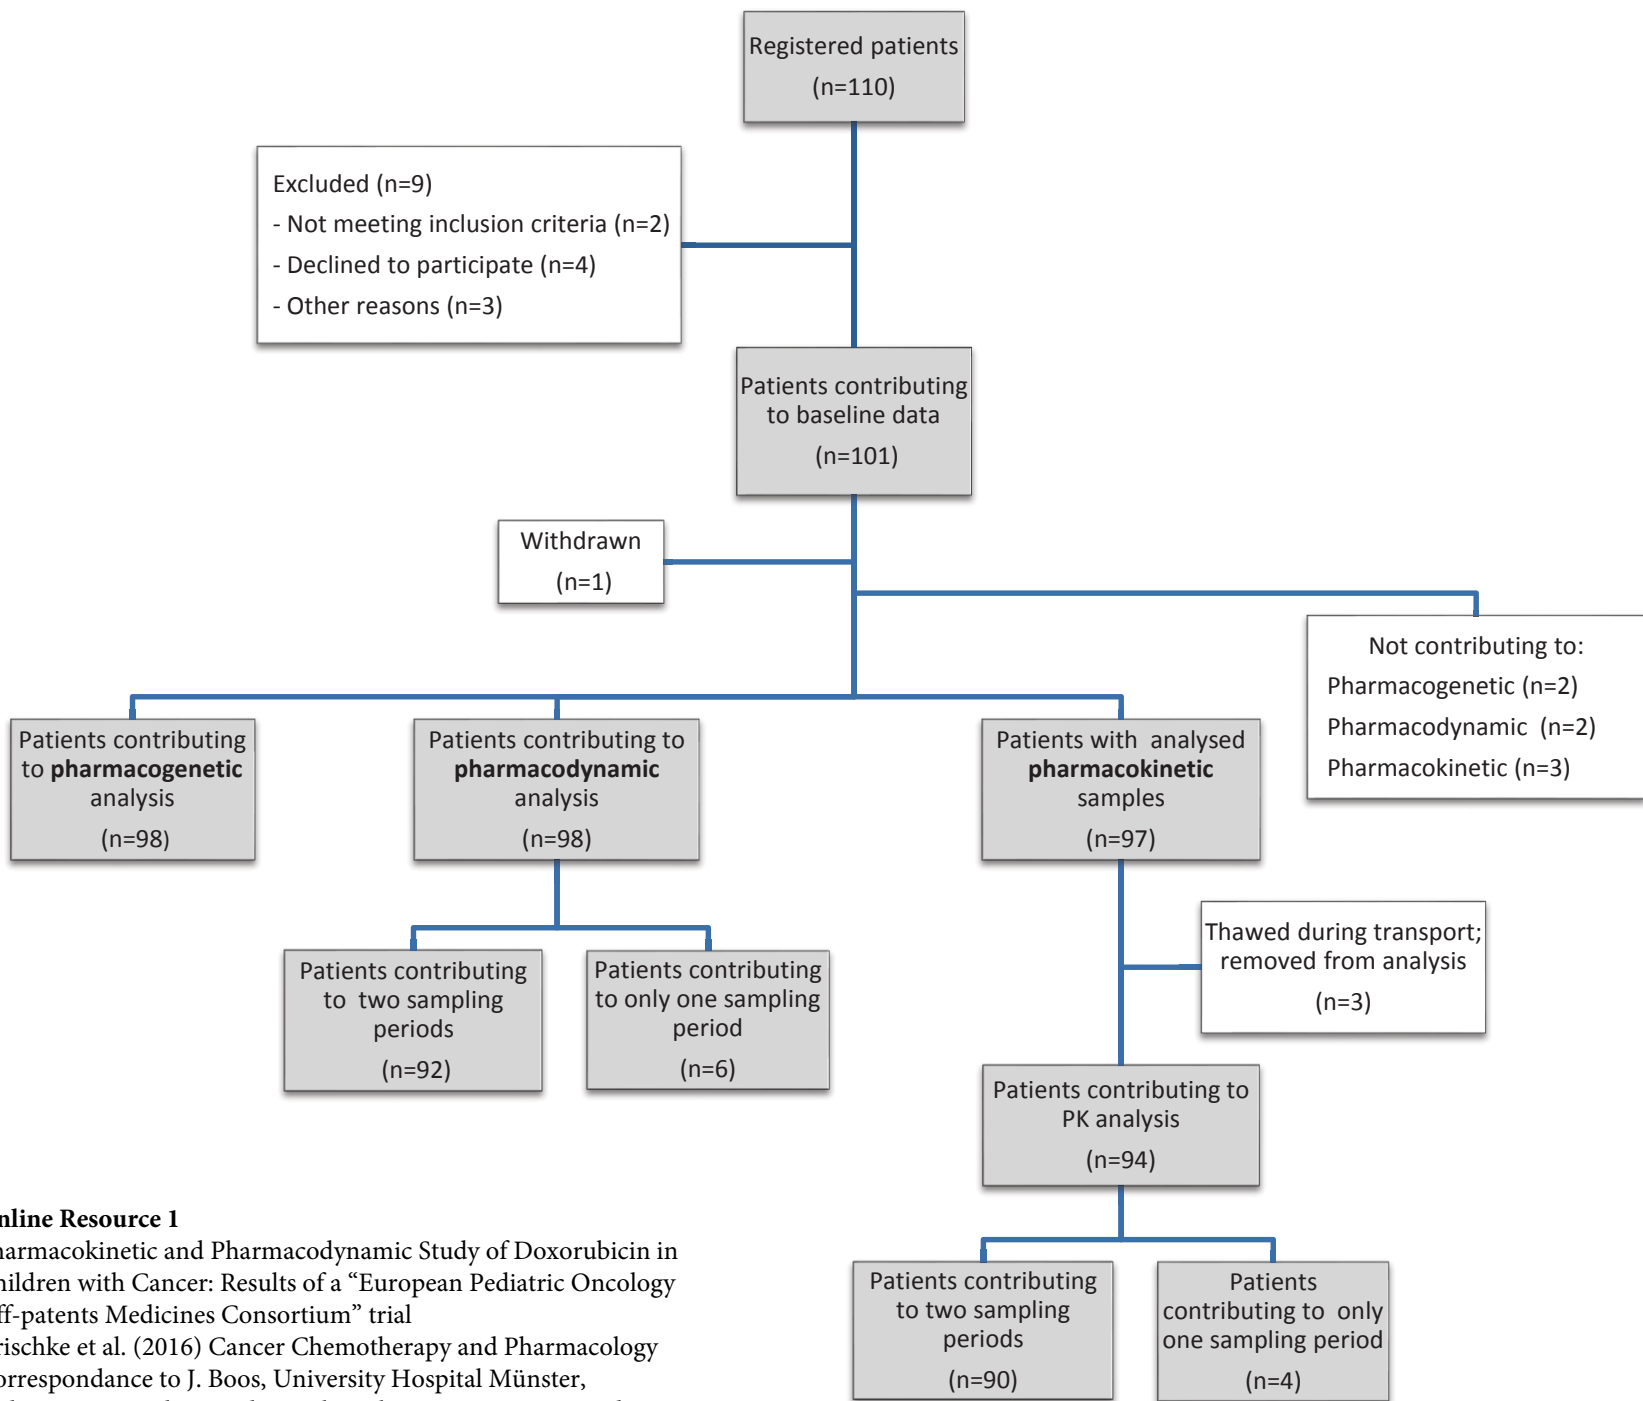 Registered patients
(n=110)
Excluded (n=9)
- Not meeting inclusion criteria (n=2)
- Declined to participate (n=4)
- Other reasons (n=3)
Patients contributing
to baseline data
(n=101)
Withdrawn
(n=1)
Not contributing to:
Pharmacogenetic (n=2)
Pharmacodynamic (n=2)
Pharmacokinetic (n=3)
Patients contributing
to pharmacogenetic
analysis
(n=98)
Patients contributing to
pharmacodynamic
analysis
(n=98)
Patients with analysed
pharmacokinetic
samples
(n=97)
Thawed during transport;
removed from analysis
(n=3)
Patients contributing
to two sampling
periods
(n=92)
Patients contributing
to only one sampling
period
(n=6)
Patients contributing to
PK analysis
(n=94)
Patients contributing
to two sampling
periods
(n=90)
Patients
contributing to only
one sampling period
(n=4)
nline Resource 1
harmacokinetic and Pharmacodynamic Study of Doxorubicin in
hildren with Cancer: Results of a “European Pediatric Oncology
ff-patents Medicines Consortium” trial
rischke et al. (2016) Cancer Chemotherapy and Pharmacology
orrespondance to J. Boos, University Hospital Münster,